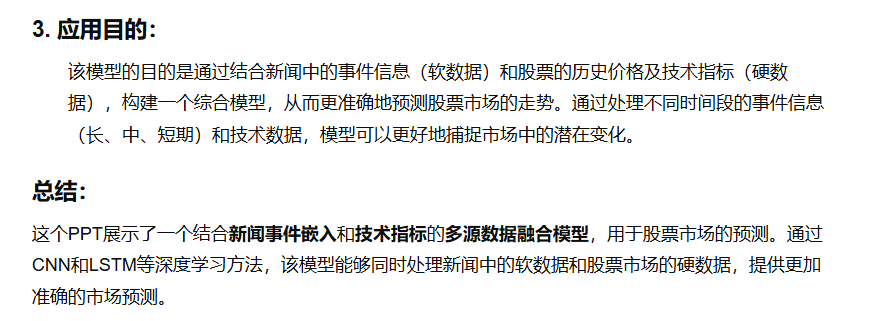 3. 应用目的：
该模型的目的是通过结合新闻中的事件信息（软数据）和股票的历史价格及技术指标（硬数
据），构建一个综合模型，从而更准确地预测股票市场的走势。通过处理不同时间段的事件信息
（长、中、短期）和技术数据，模型可以更好地捕捉市场中的潜在变化。
总结：
这个PPT展示了一个结合新闻事件嵌入和技术指标的多源数据融合模型，用于股票市场的预测。通过
CNN和LSTM等深度学习方法，该模型能够同时处理新闻中的软数据和股票市场的硬数据，提供更加
准确的市场预测。